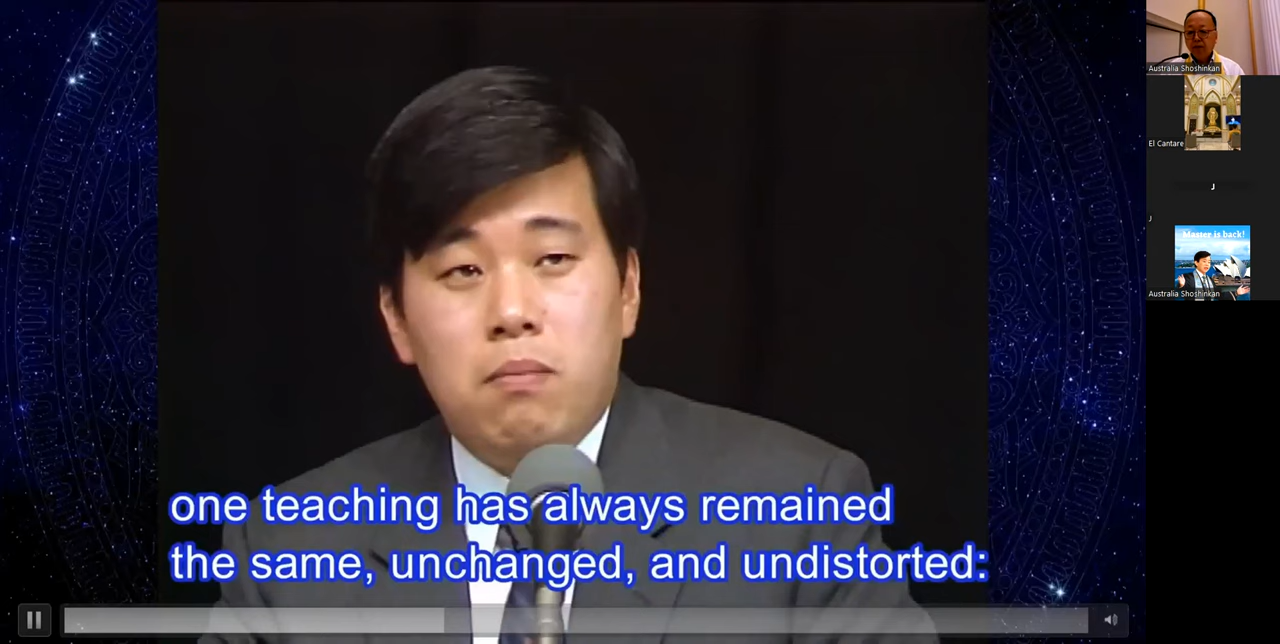 one teaching has always remained
the same, unchanged, and undistorted:
Australia Shoshinkan
El Cantare
J
J
Master is back!
Australia Shoshinkan